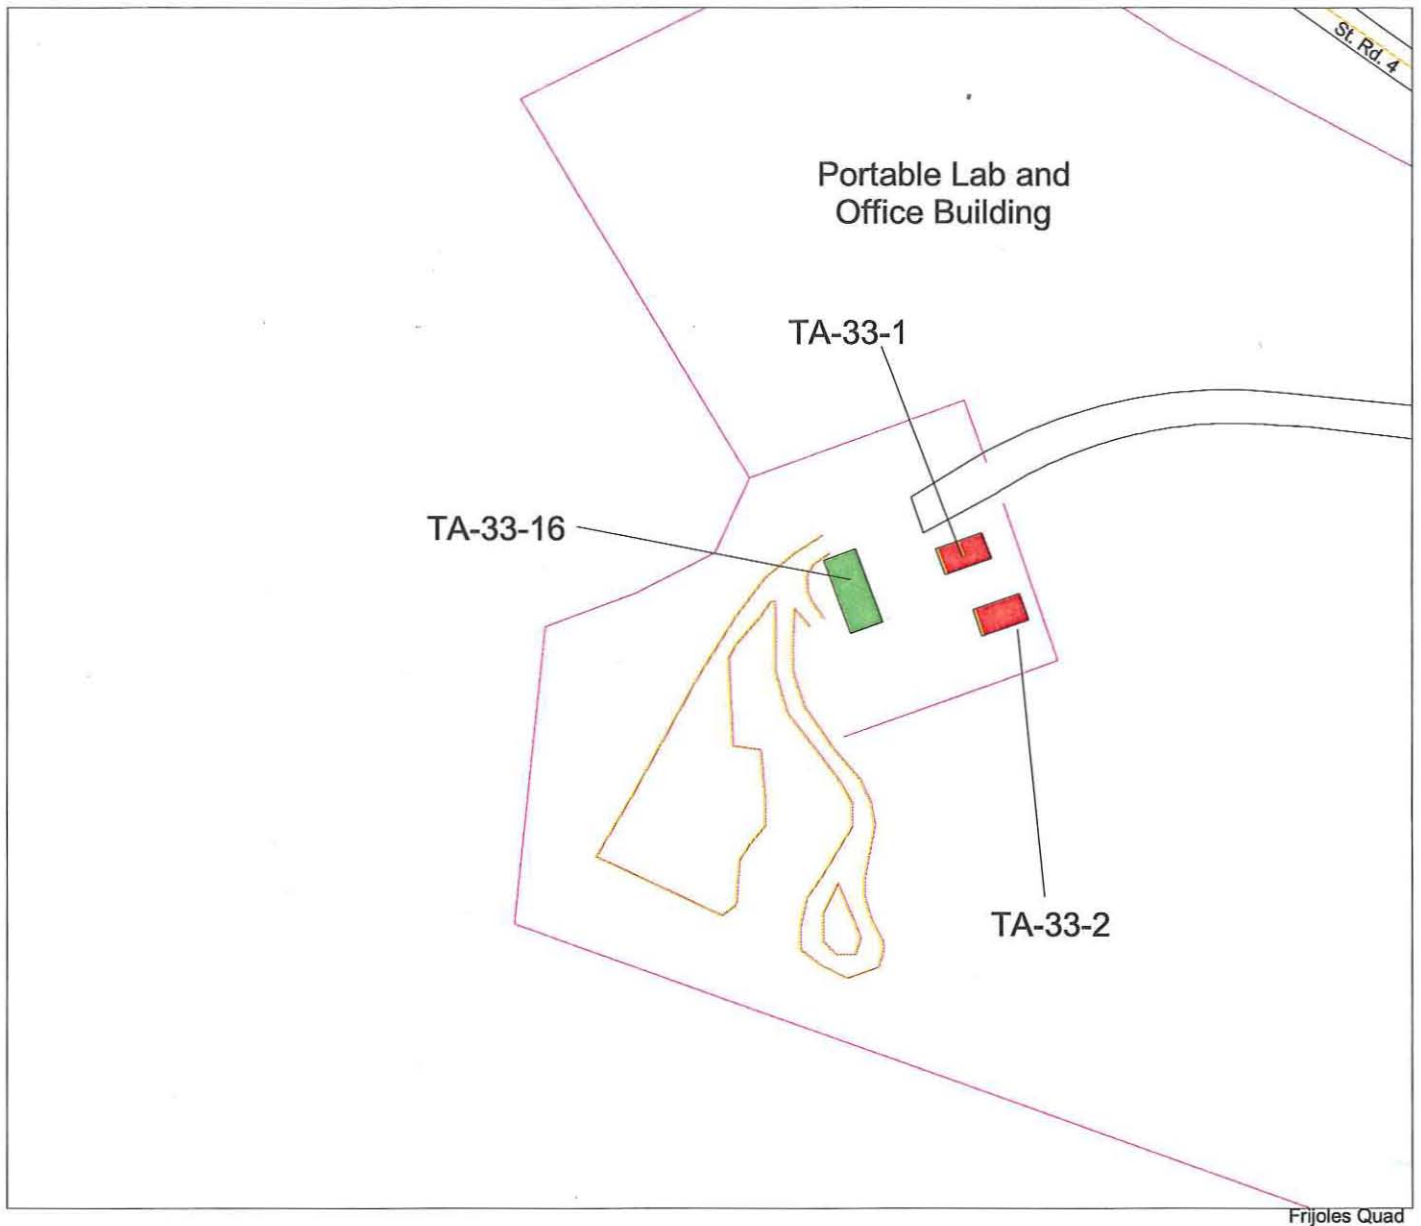 St. Rd. 4
Portable Lab and
Office Building
TA-33-1
TA-33-16
TA-33-2
Frijoles Quad